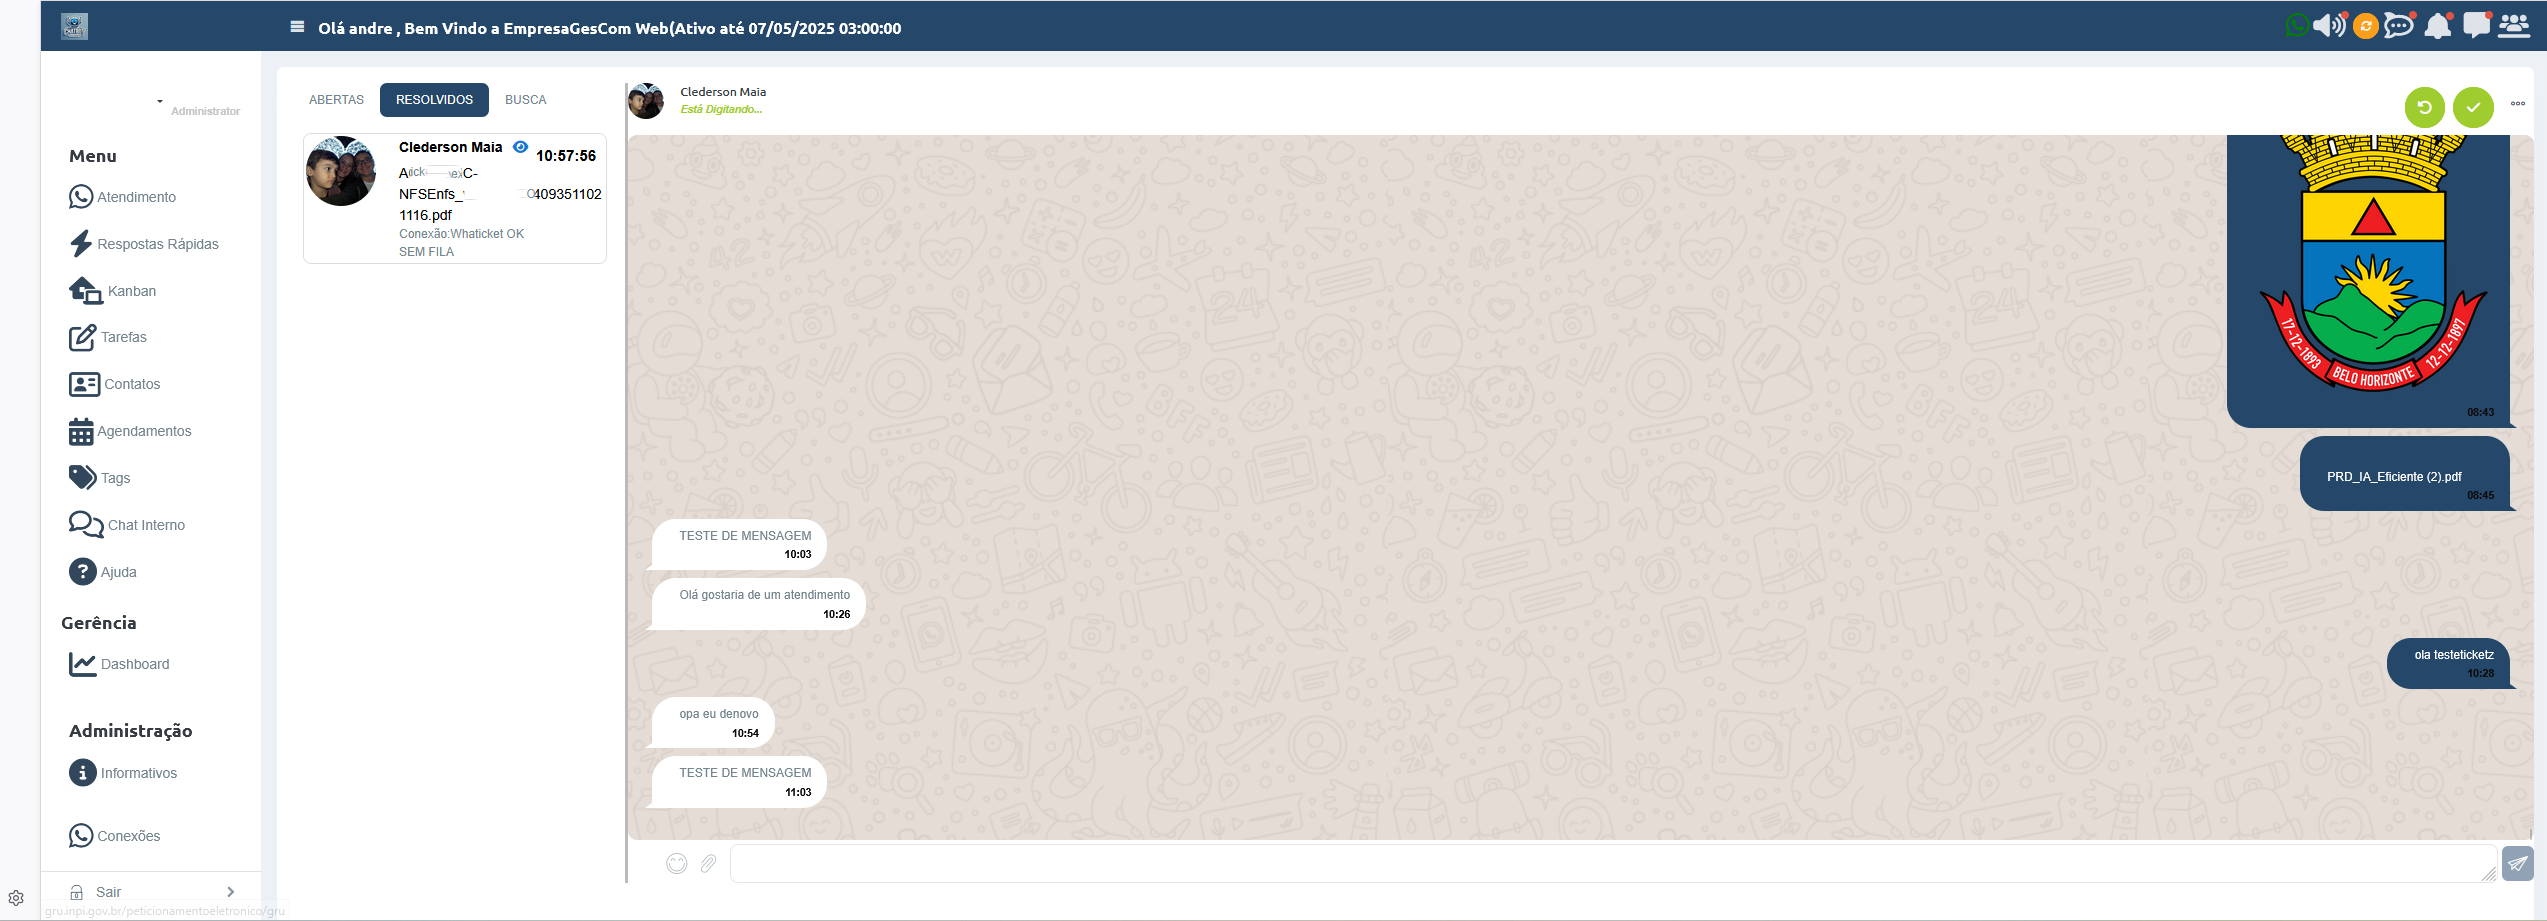 Olá andre , Bem Vindo a EmpresaGesCom Web(Ativo até 07/05/2025 03:00:00
Administrator
Menu
Atendimento
Respostas Rápidas
Kanban
Tarefas
Contatos
Agendamentos
Tags
Chat Interno
Ajuda
Gerência
Dashboard
Administração
Informativos
Conexões
Sair
gru.inpi.gov.br/peticionamentoeletronico/gru
ABERTAS RESOLVIDOS BUSCA
Clederson Maia 10:57:56
C-
NFSEnfs_ 409351102
1116.pdf
Conexão:Whaticket OK
SEM FILA
Clederson Maia
Está Digitando...
17-12-1893 BELO HORIZONTE 12-12-1897
08:43
PRD_IA_Eficiente (2).pdf
08:45
TESTE DE MENSAGEM
10:03
Olá gostaria de um atendimento
10:26
ola testeticketz
10:28
opa eu denovo
10:54
TESTE DE MENSAGEM
11:03